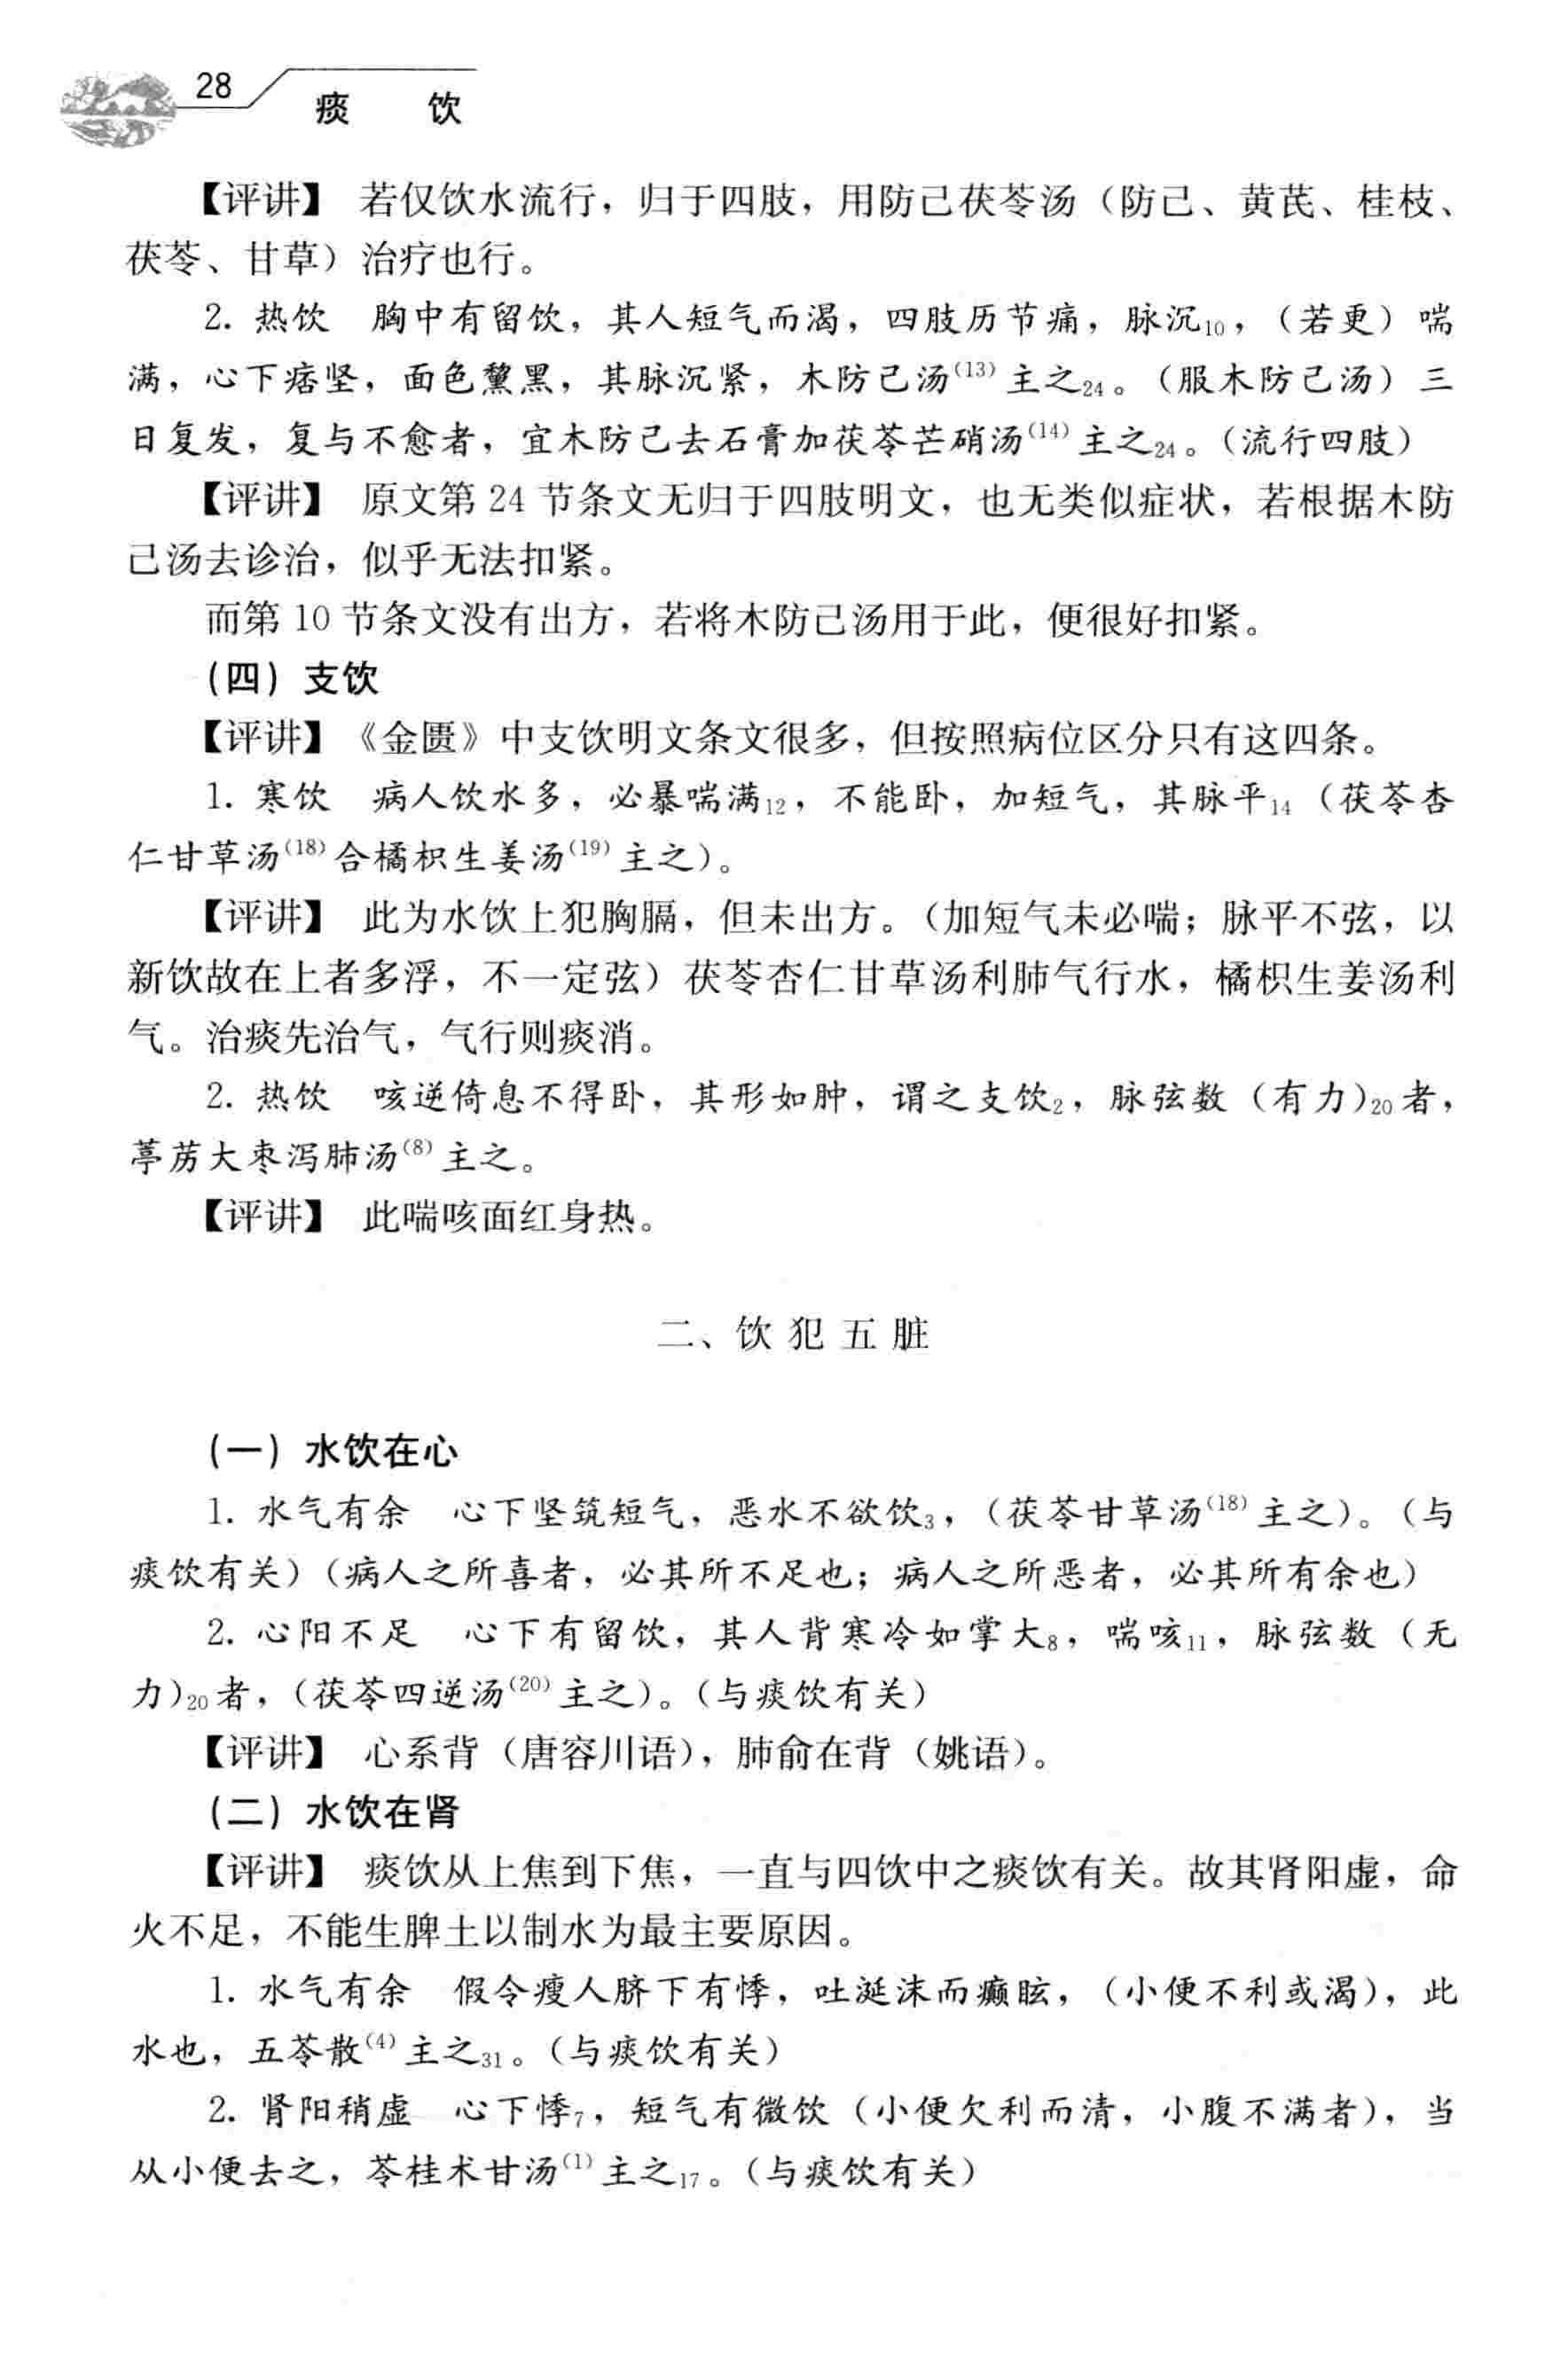 28
痰 饮
【评讲】 若仅饮水流行，归于四肢，用防己茯苓汤（防己、黄芪、桂枝、
茯苓、甘草）治疗也行。
2. 热饮 胸中有留饮，其人短气而渴，四肢历节痛，脉沉10，（若更）喘
满，心下痞坚，面色黧黑，其脉沉紧，木防己汤(13)主之24。（服木防己汤）三
日复发，复与不愈者，宜木防己去石膏加茯苓芒硝汤(14)主之24。（流行四肢）
【评讲】 原文第 24 节条文无归于四肢明文，也无类似症状，若根据木防
己汤去诊治，似乎无法扣紧。
而第 10 节条文没有出方，若将木防己汤用于此，便很好扣紧。
（四）支饮
【评讲】《金匮》中支饮明文条文很多，但按照病位区分只有这四条。
1. 寒饮 病人饮水多，必暴喘满12，不能卧，加短气，其脉平14（茯苓杏
仁甘草汤(18)合橘枳生姜汤(19)主之）。
【评讲】 此为水饮上犯胸膈，但未出方。（加短气未必喘；脉平不弦，以
新饮故在上者多浮，不一定弦）茯苓杏仁甘草汤利肺气行水，橘枳生姜汤利
气。治痰先治气，气行则痰消。
2. 热饮 咳逆倚息不得卧，其形如肿，谓之支饮2，脉弦数（有力）20者，
葶苈大枣泻肺汤(8)主之。
【评讲】 此喘咳面红身热。
二、饮犯五脏
（一）水饮在心
1. 水气有余 心下坚筑短气，恶水不欲饮3，（茯苓甘草汤(18)主之）。（与
痰饮有关）（病人之所喜者，必其所不足也；病人之所恶者，必其所有余也）
2. 心阳不足 心下有留饮，其人背寒冷如掌大8，喘咳11，脉弦数（无
力）20者，（茯苓四逆汤(20)主之）。（与痰饮有关）
【评讲】 心系背（唐容川语），肺俞在背（姚语）。
（二）水饮在肾
【评讲】 痰饮从上焦到下焦，一直与四饮中之痰饮有关。故其肾阳虚，命
火不足，不能生脾土以制水为最主要原因。
1. 水气有余 假令瘦人脐下有悸，吐涎沫而癫眩，（小便不利或渴），此
水也，五苓散(4)主之31。（与痰饮有关）
2. 肾阳稍虚 心下悸7，短气有微饮（小便欠利而清，小腹不满者），当
从小便去之，苓桂术甘汤(1)主之17。（与痰饮有关）